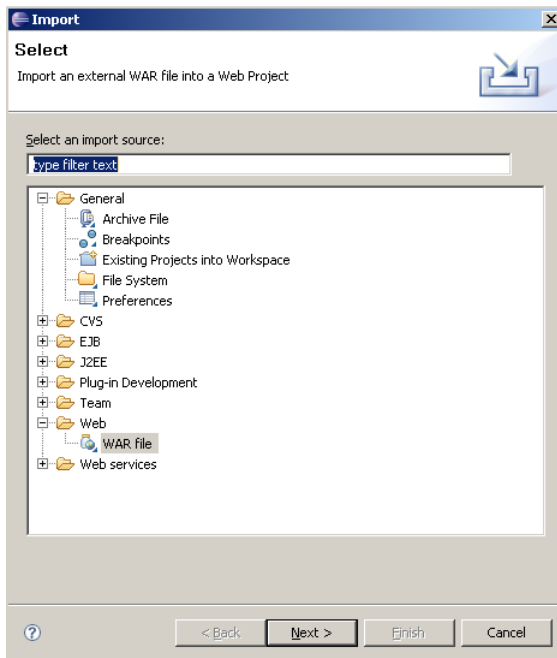 Import
Select
Import an external WAR file into a Web Project
Select an import source:
type filter text
General
Archive File
Breakpoints
Existing Projects into Workspace
File System
Preferences
CVS
EJB
J2EE
Plug-in Development
Team
Web
WAR file
Web services
< Back Next > Finish Cancel